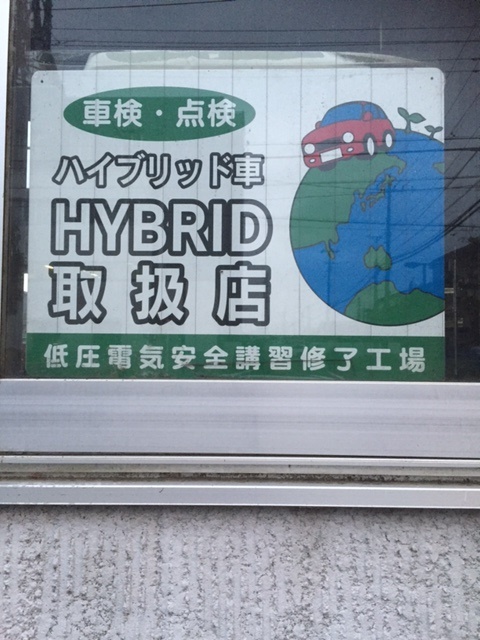 車検・点検
ハイブリッド車
HYBRID
取扱店
低圧電気安全講習修了工場